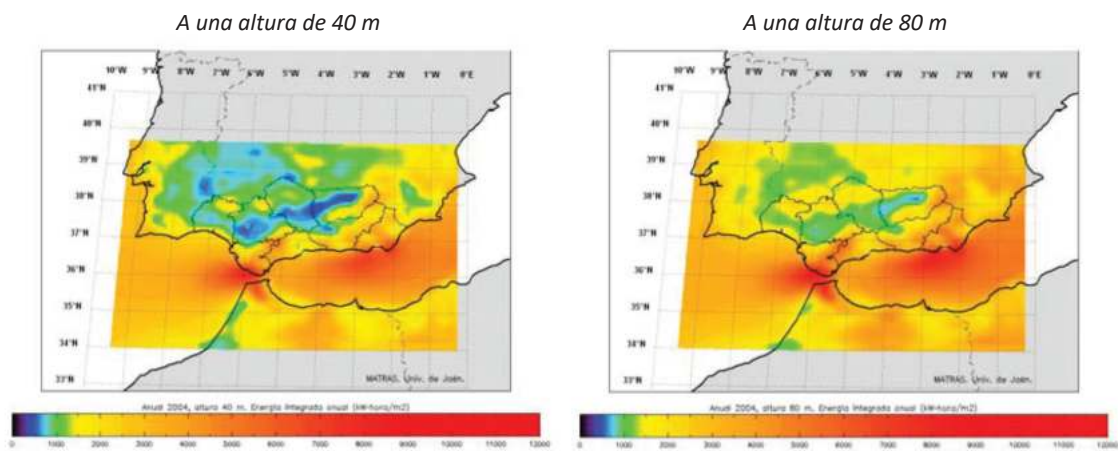 A una altura de 40 m
10°W 9°W 8°W 7°W 6°W 5°W 4°W 3°W 2°W 1°W 0°E
41°N
40°N
39°N
38°N
37°N
36°N
35°N
34°N
33°N
MATRAS. Univ. de Jaén.
Anual 2004, altura 40 m. Energía integrada anual (kW-hora/m2)
0 1000 2000 3000 4000 5000 6000 7000 8000 9000 10000 11000 12000
A una altura de 80 m
10°W 9°W 8°W 7°W 6°W 5°W 4°W 3°W 2°W 1°W 0°E
41°N
40°N
39°N
38°N
37°N
36°N
35°N
34°N
33°N
MATRAS. Univ. de Jaén.
Anual 2004, altura 80 m. Energía integrada anual (kW-hora/m2)
0 1000 2000 3000 4000 5000 6000 7000 8000 9000 10000 11000 12000